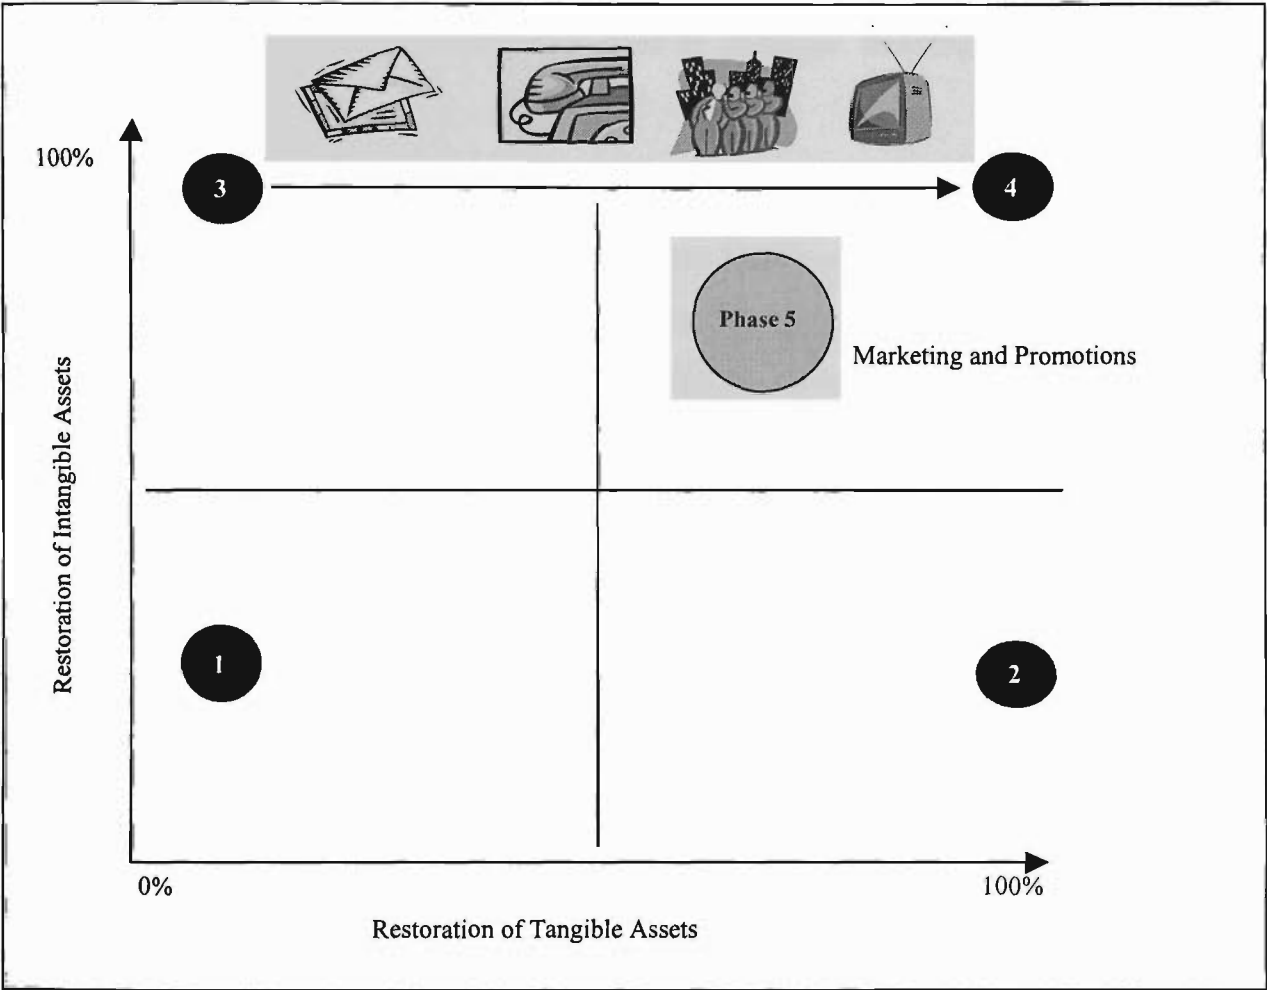 100%
3
4
Phase 5
Marketing and Promotions
Restoration of Intangible Assets
1
2
0%
100%
Restoration of Tangible Assets